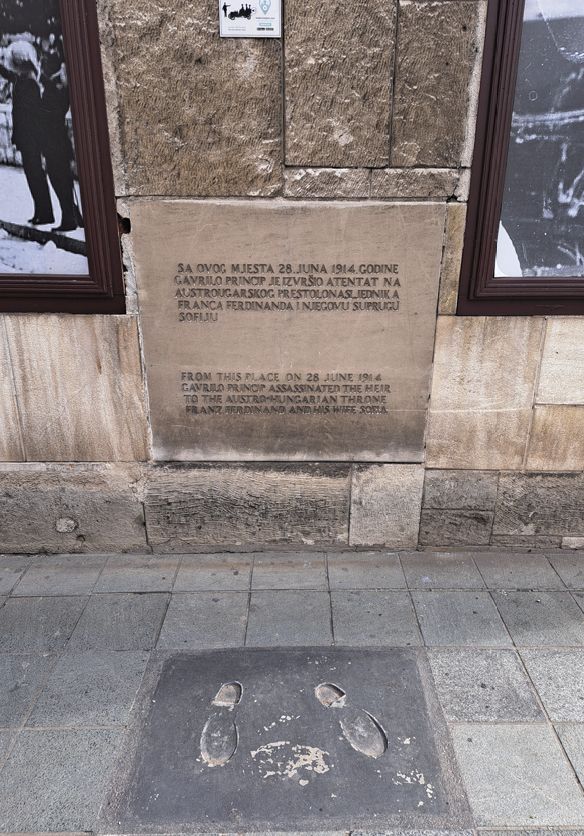 SA OVOG MJESTA 28. JUNA 1914. GODINE
GAVRILO PRINCIP JE IZVRŠIO ATENTAT NA
AUSTROUGARSKOG PRESTOLONASLJEDNIKA
FRANCA FERDINANDA I NJEGOVU SUPRUGU
SOFIJU
FROM THIS PLACE ON 28 JUNE 1914
GAVRILO PRINCIP ASSASSINATED THE HEIR
TO THE AUSTRO-HUNGARIAN THRONE
FRANZ FERDINAND AND HIS WIFE SOFIA.